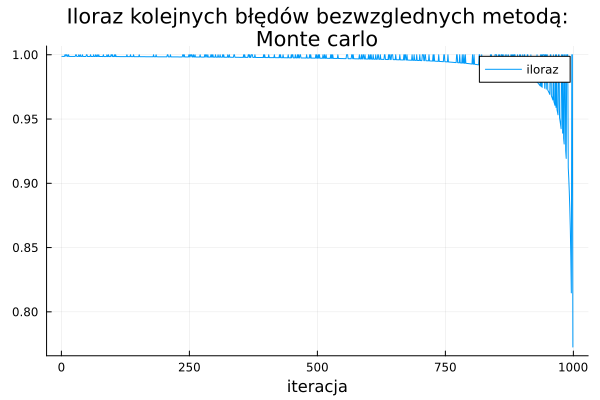 Iloraz kolejnych błędów bezwzglednych metodą:
Monte carlo
1.00
iloraz
0.95
0.90
0.85
0.80
0 250 500 750 1000
iteracja